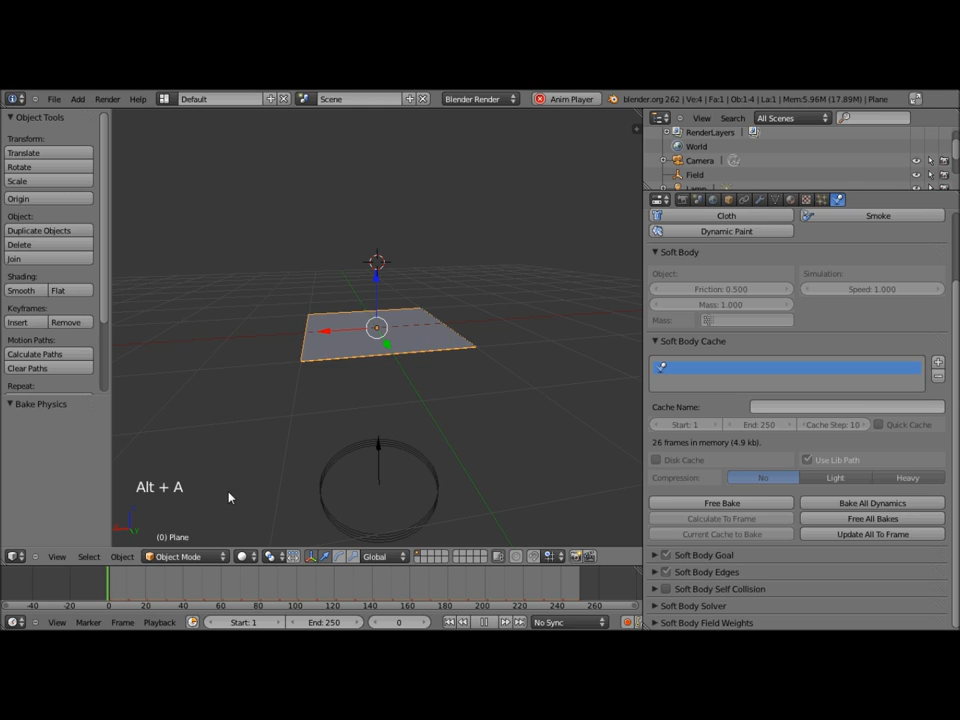 File Add Render Help Default Scene Blender Render Anim Player blender.org 262 | Ve:4 | Fa:1 | Ob:1-4 | La:1 | Mem:5.96M (17.89M) | Plane
Object Tools
Transform:
Translate
Rotate
Scale
Origin
Object:
Duplicate Objects
Delete
Join
Shading:
Smooth Flat
Keyframes:
Insert Remove
Motion Paths:
Calculate Paths
Clear Paths
Repeat:
Bake Physics
Alt + A
(0) Plane
View Search All Scenes
RenderLayers
World
Camera
Field
Cloth Smoke
Dynamic Paint
Soft Body
Object: Simulation:
Friction: 0.500 Speed: 1.000
Mass: 1.000
Mass:
Soft Body Cache
Cache Name:
Start: 1 End: 250 Cache Step: 10 Quick Cache
26 frames in memory (4.9 kb).
Disk Cache Use Lib Path
Compression: No Light Heavy
Free Bake Bake All Dynamics
Calculate To Frame Free All Bakes
Current Cache to Bake Update All To Frame
Soft Body Goal
Soft Body Edges
Soft Body Self Collision
Soft Body Solver
Soft Body Field Weights
View Select Object Object Mode Global
-40 -20 0 20 40 60 80 100 120 140 160 180 200 220 240 260
View Marker Frame Playback Start: 1 End: 250 0 No Sync